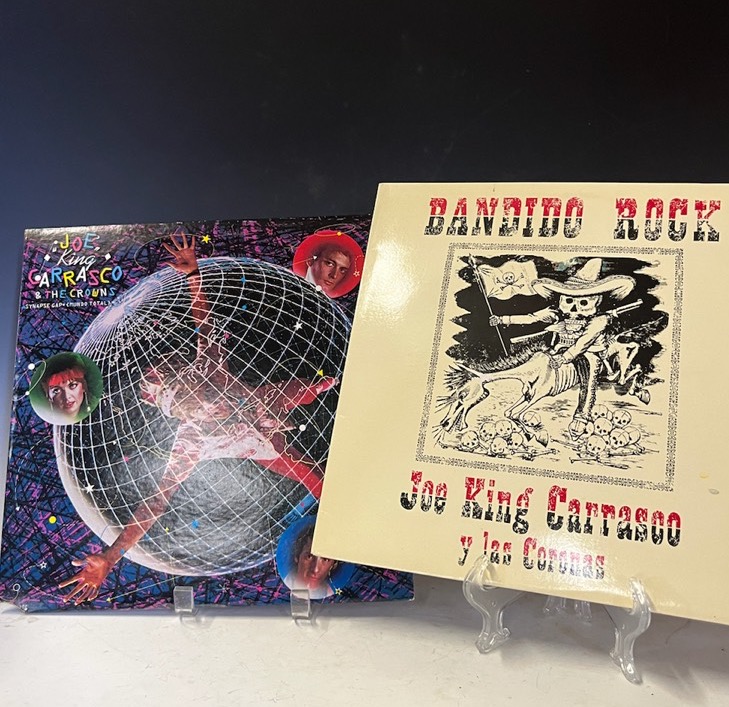 JOE
King
CARRASCO
& THE CROWNS
SYNAPSE GAP (MUNDO TOTAL)
BANDIDO ROCK
Joe King Carrasco
y las Coronas